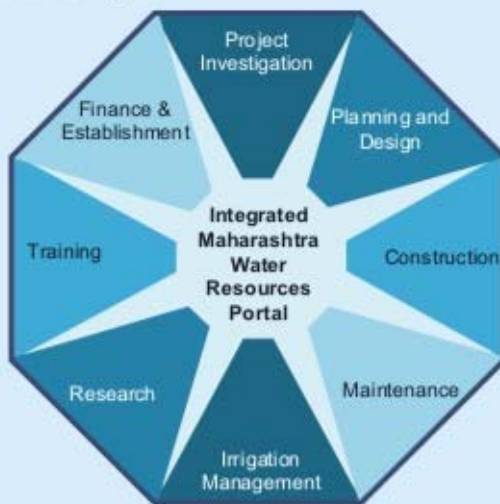 Project
Investigation
Planning and
Design
Construction
Maintenance
Irrigation
Management
Research
Training
Finance &
Establishment
Integrated
Maharashtra
Water
Resources
Portal